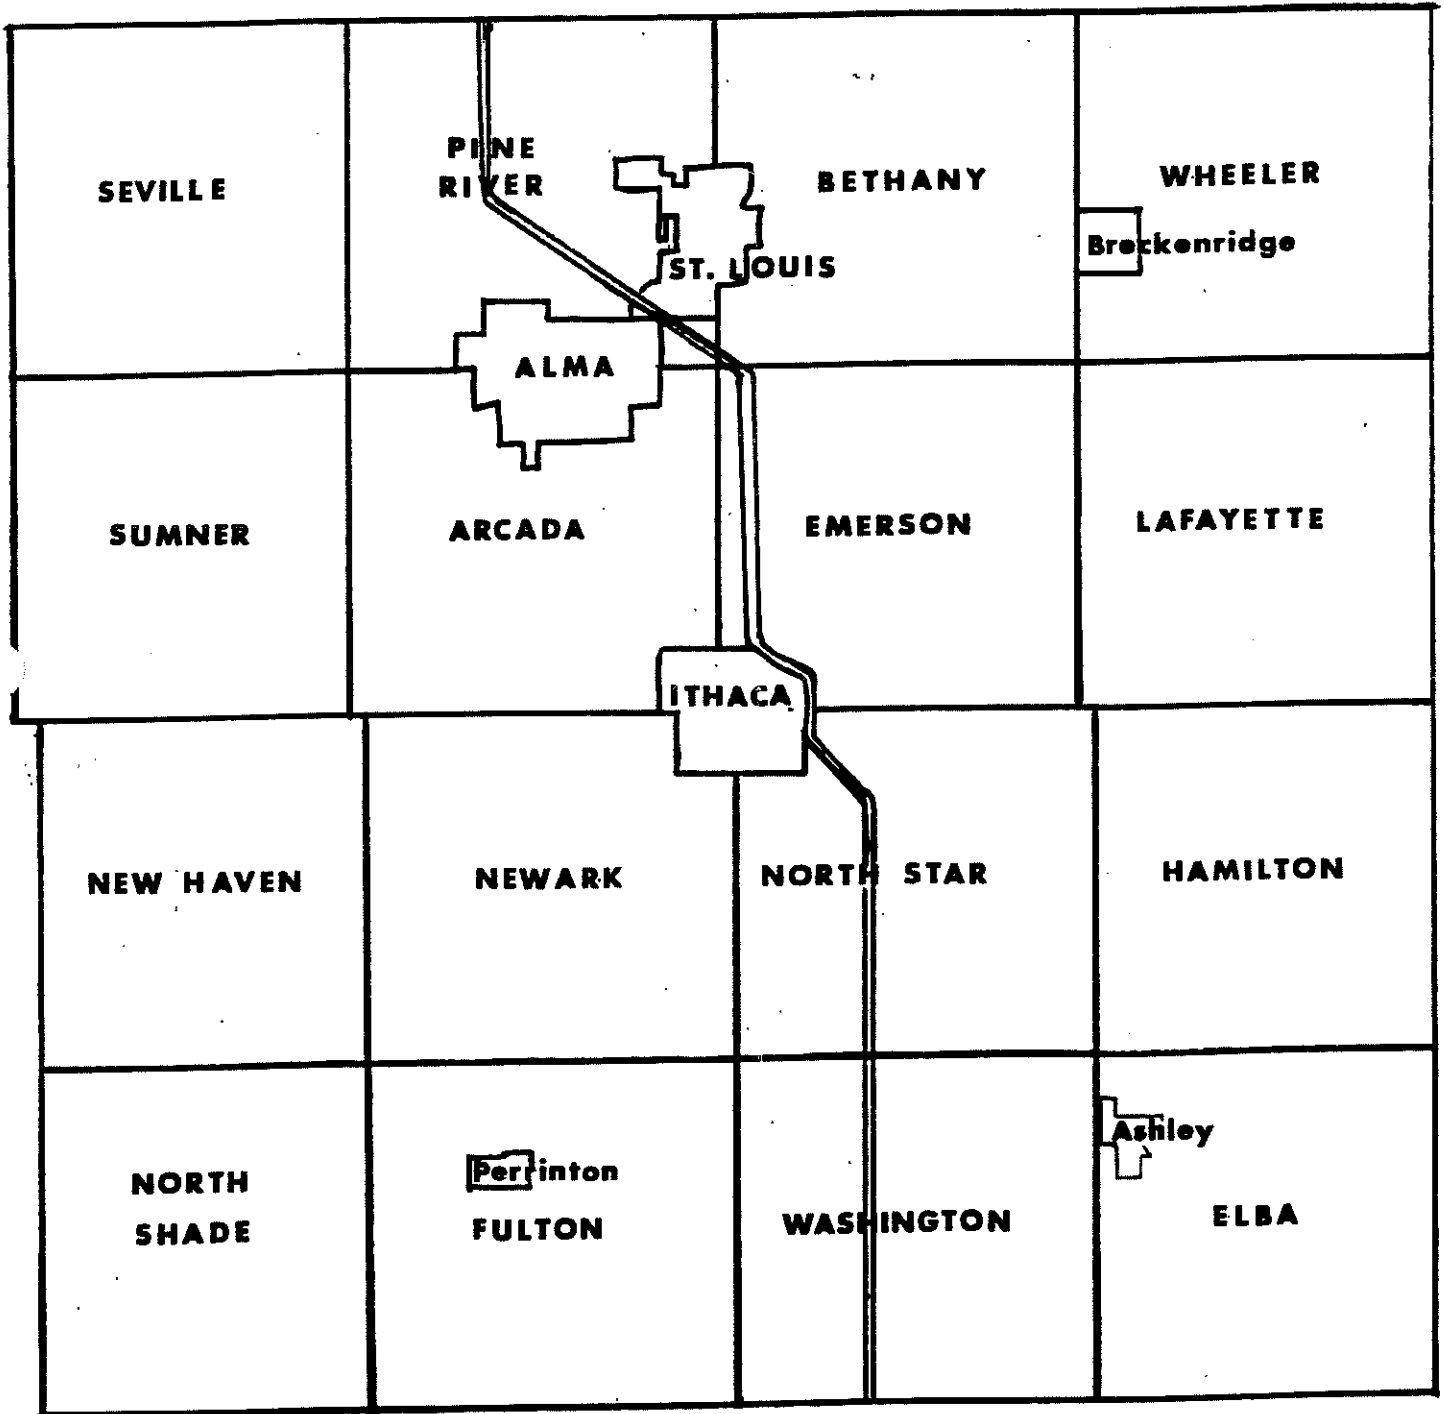 PINE
RIVER
SEVILLE
BETHANY
WHEELER
Breckenridge
ST. LOUIS
ALMA
SUMNER
ARCADA
EMERSON
LAFAYETTE
ITHACA
NEW HAVEN
NEWARK
NORTH STAR
HAMILTON
Ashley
NORTH
SHADE
Perrinton
FULTON
WASHINGTON
ELBA